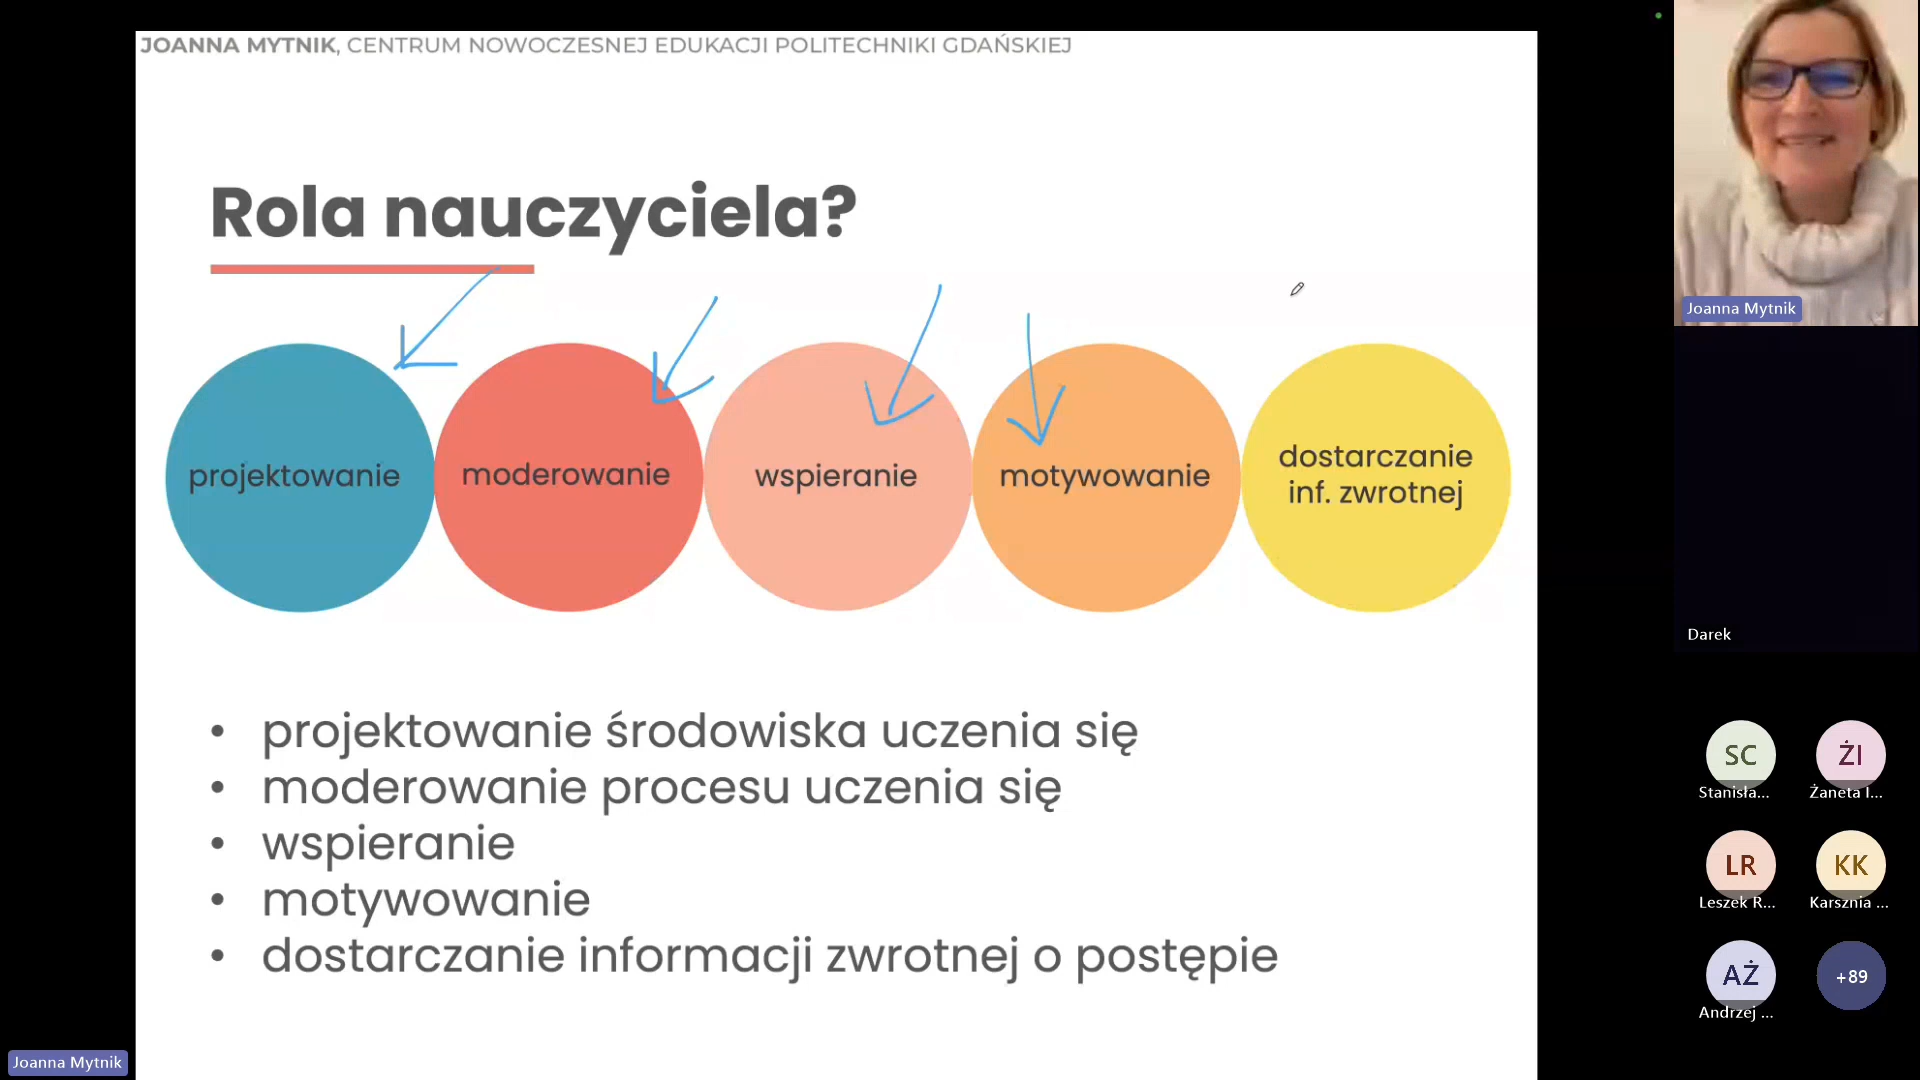 JOANNA MYTNIK, CENTRUM NOWOCZESNEJ EDUKACJI POLITECHNIKI GDAŃSKIEJ
Rola nauczyciela?
projektowanie
moderowanie
wspieranie
motywowanie
dostarczanie
inf. zwrotnej
• projektowanie środowiska uczenia się
• moderowanie procesu uczenia się
• wspieranie
• motywowanie
• dostarczanie informacji zwrotnej o postępie
Joanna Mytnik
Joanna Mytnik
Darek
SC
Stanisła...
ŻI
Żaneta I...
LR
Leszek R...
KK
Karsznia ...
AŻ
Andrzej ...
+89